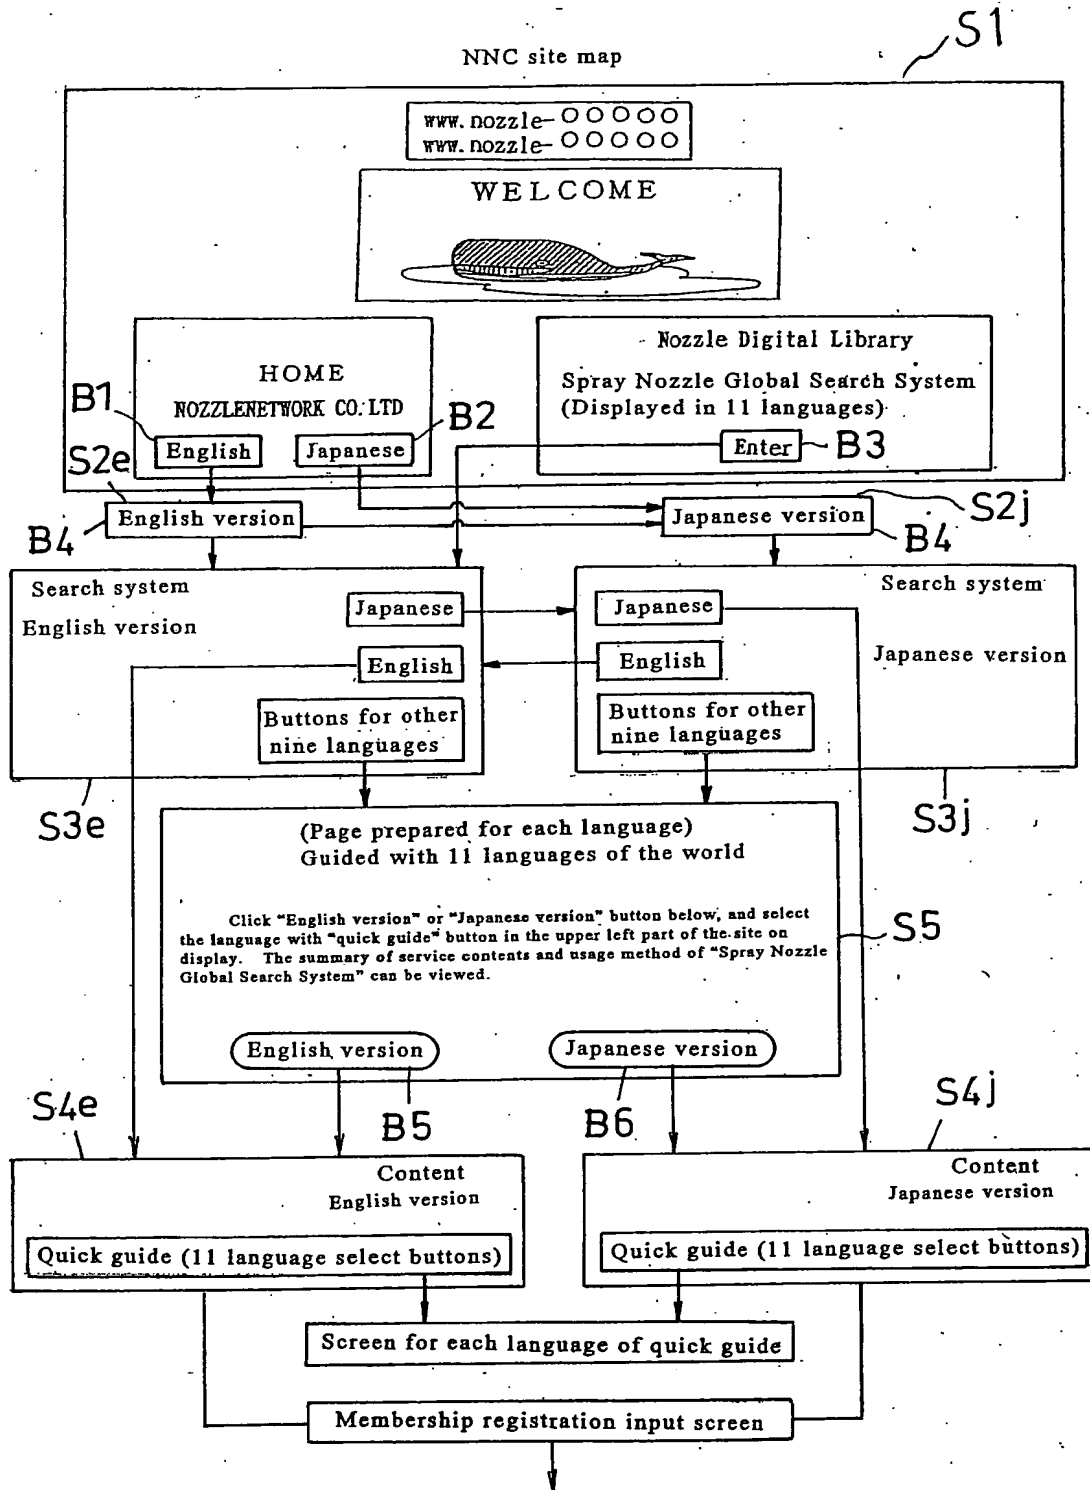 NNC site map
S1
www.nozzle-○○○○○
www.nozzle-○○○○○
WELCOME
HOME
NOZZLENETWORK CO.LTD
B1
English
Japanese
B2
Nozzle Digital Library
Spray Nozzle Global Search System
(Displayed in 11 languages)
Enter
B3
S2e
English version
B4
Japanese version
S2j
B4
Search system
English version
Japanese
English
Buttons for other
nine languages
S3e
Search system
Japanese version
Japanese
English
Buttons for other
nine languages
S3j
(Page prepared for each language)
Guided with 11 languages of the world
Click "English version" or "Japanese version" button below, and select
the language with "quick guide" button in the upper left part of the site on
display. The summary of service contents and usage method of "Spray Nozzle
Global Search System" can be viewed.
S5
English version
Japanese version
B5
B6
S4e
Content
English version
Quick guide (11 language select buttons)
S4j
Content
Japanese version
Quick guide (11 language select buttons)
Screen for each language of quick guide
Membership registration input screen